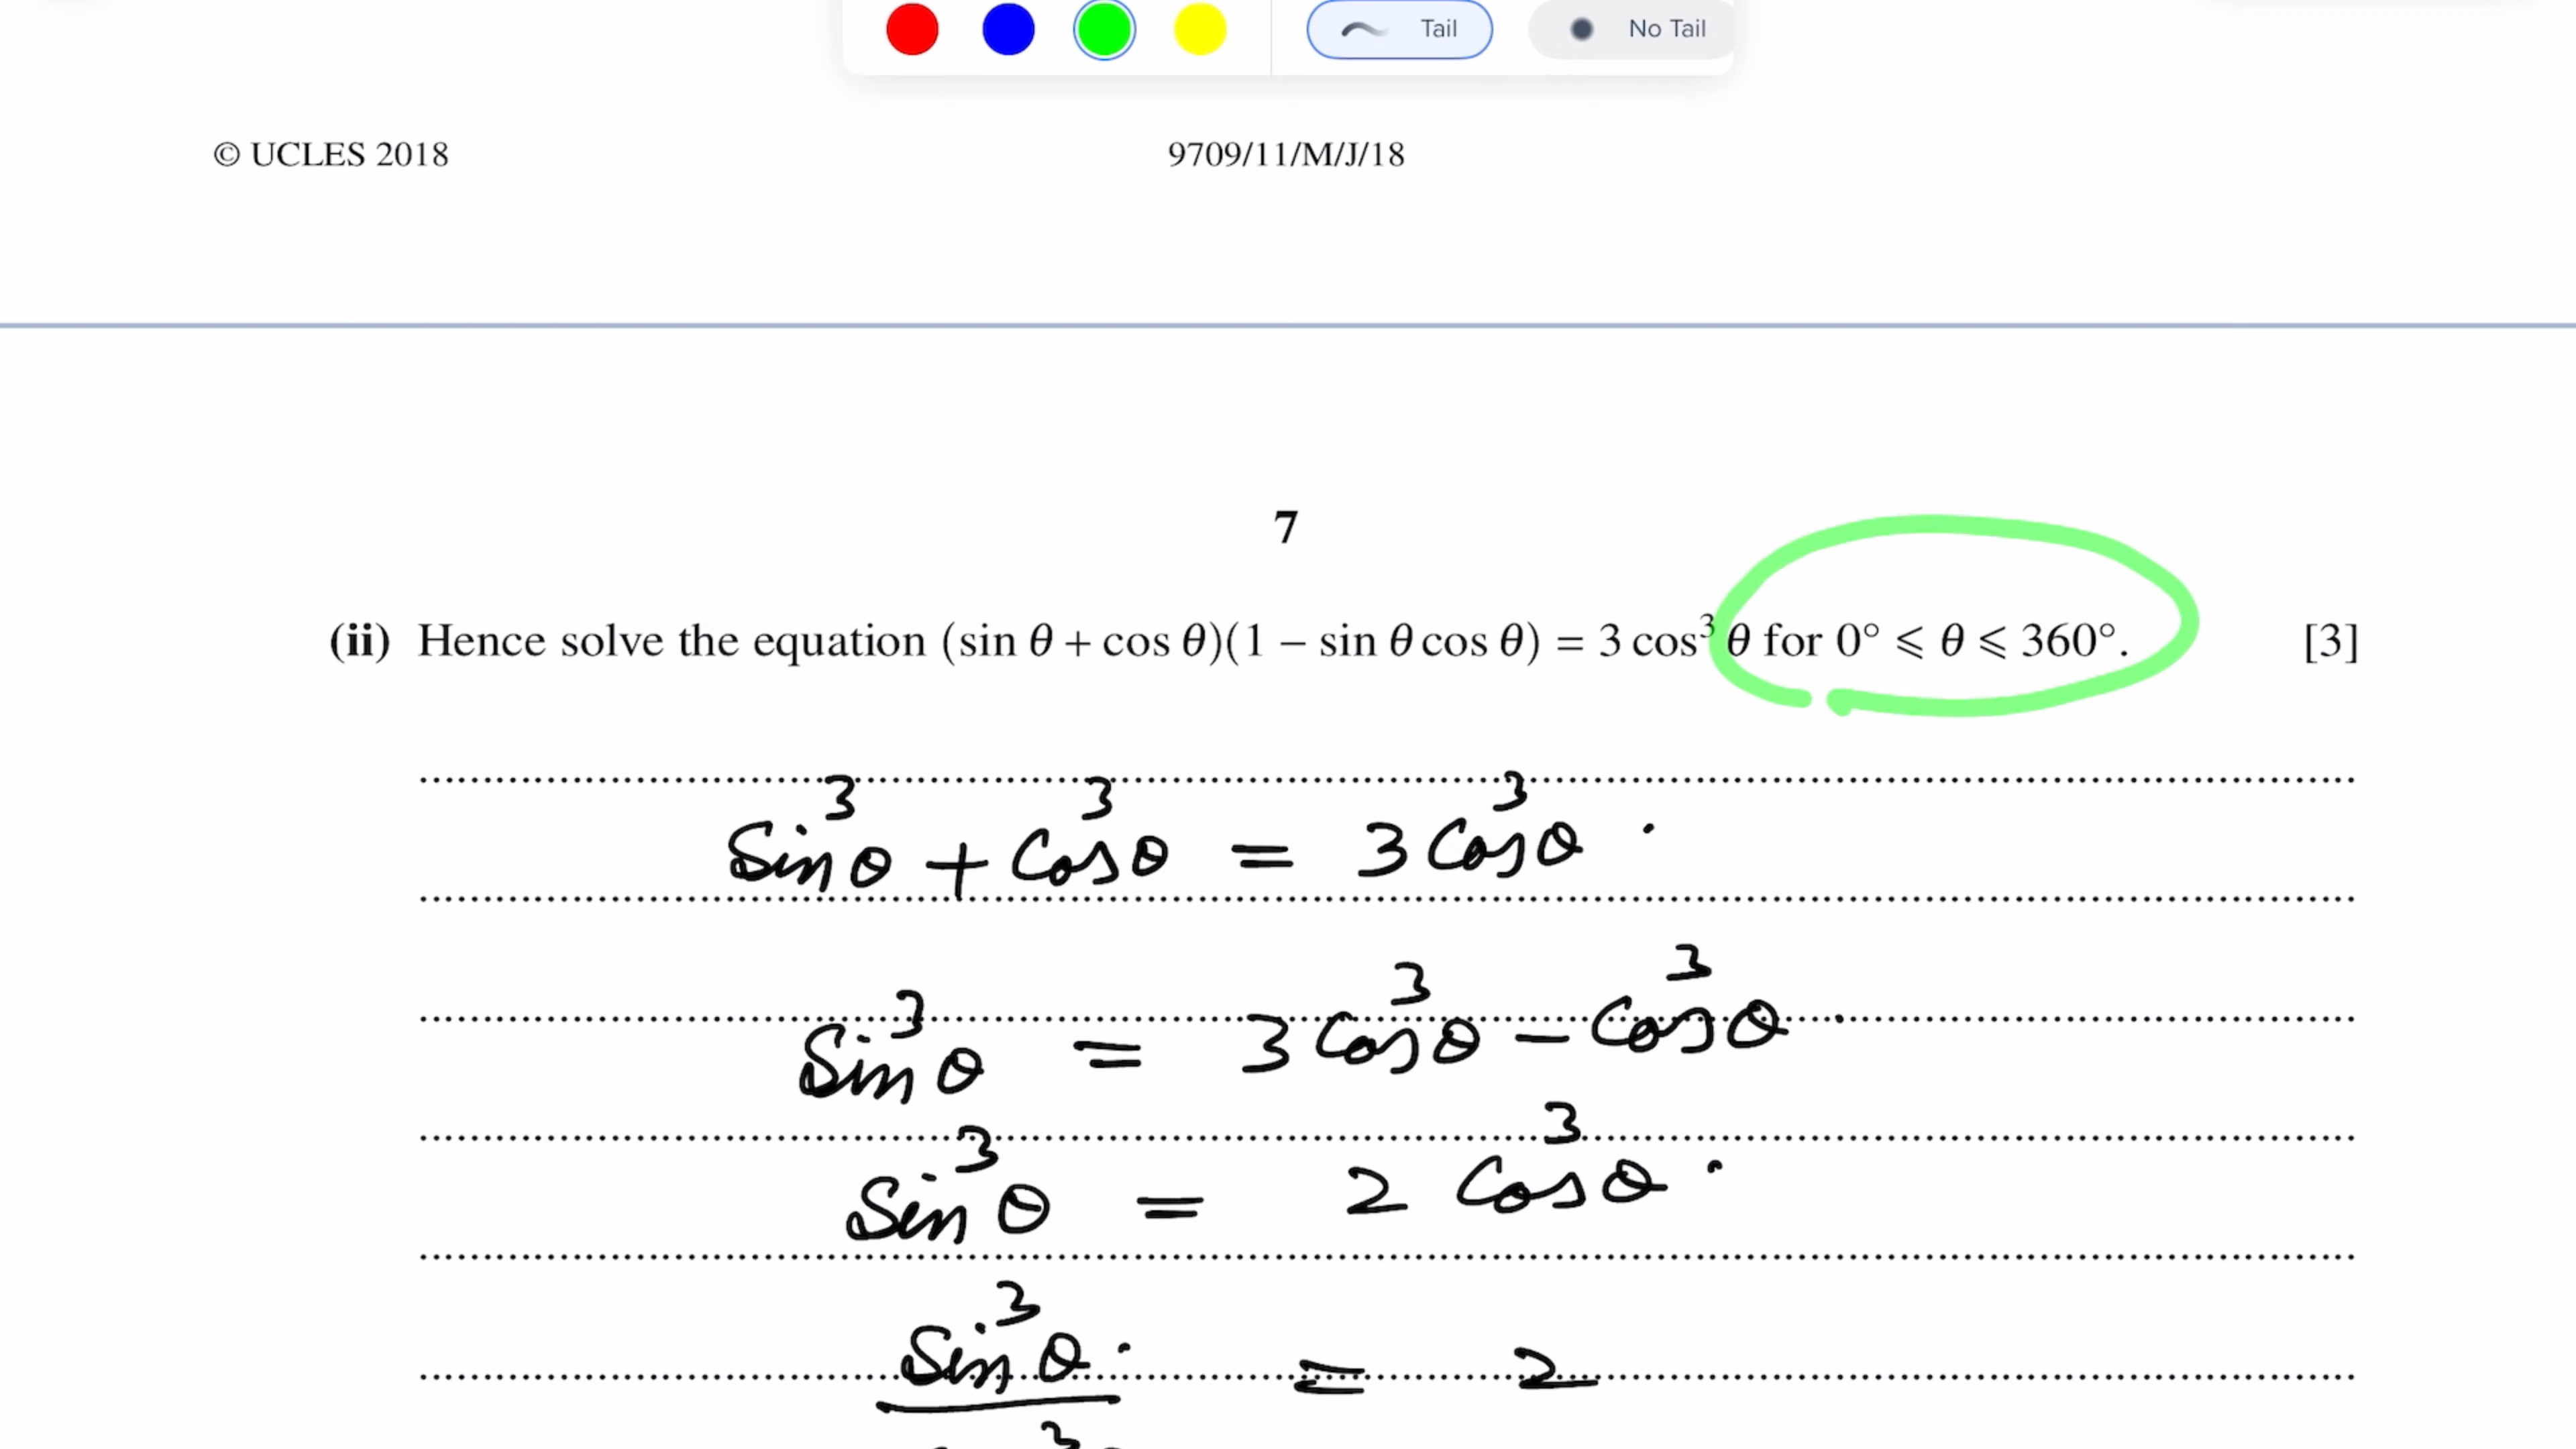 Tail No Tail
© UCLES 2018 9709/11/M/J/18
7
(ii) Hence solve the equation (sin θ + cos θ)(1 − sin θ cos θ) = 3 cos³ θ for 0° ⩽ θ ⩽ 360°. [3]
sin³θ + cos³θ = 3 cos³θ .
sin³θ = 3 cos³θ − cos³θ .
sin³θ = 2 cos³θ .
sin³θ . = 2